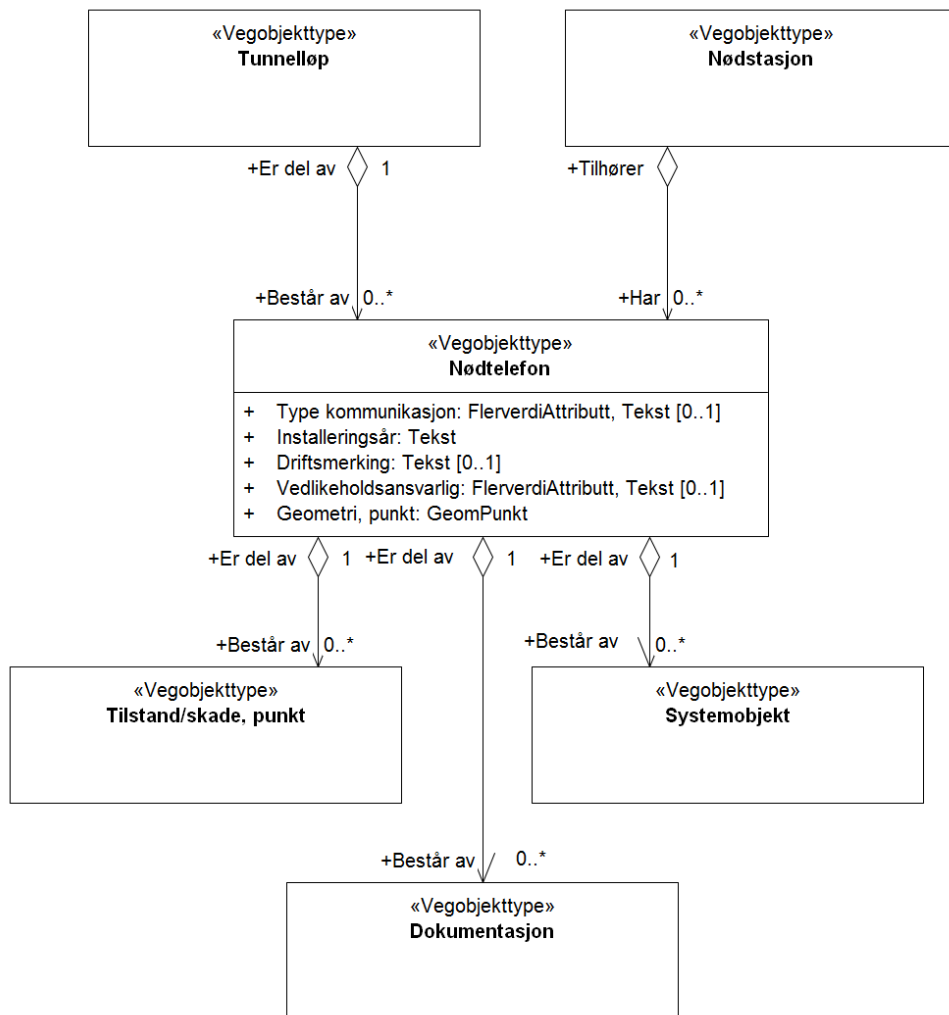 «Vegobjekttype»
Tunnelløp
«Vegobjekttype»
Nødstasjon
+Er del av 1
+Tilhører
+Består av 0..*
+Har 0..*
«Vegobjekttype»
Nødtelefon
+ Type kommunikasjon: FlerverdiAttributt, Tekst [0..1]
+ Installeringsår: Tekst
+ Driftsmerking: Tekst [0..1]
+ Vedlikeholdsansvarlig: FlerverdiAttributt, Tekst [0..1]
+ Geometri, punkt: GeomPunkt
+Er del av 1
+Er del av 1
+Er del av 1
+Består av 0..*
+Består av 0..*
«Vegobjekttype»
Tilstand/skade, punkt
«Vegobjekttype»
Systemobjekt
+Består av 0..*
«Vegobjekttype»
Dokumentasjon